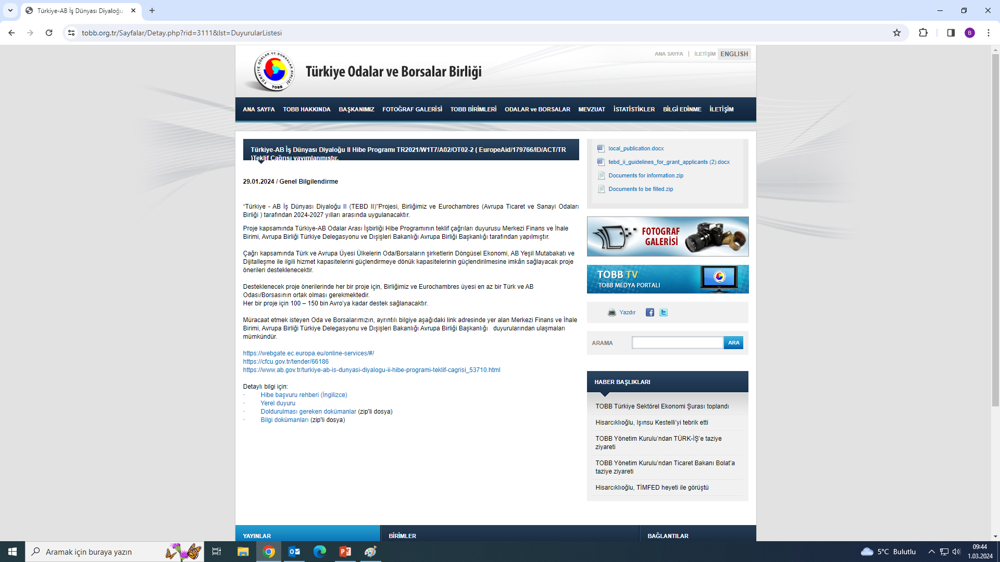 Türkiye-AB İş Dünyası Diyaloğu
tobb.org.tr/Sayfalar/Detay.php?rid=3111&lst=DuyurularListesi
B
TÜRKİYE ODALAR VE BORSALAR BİRLİĞİ
TOBB
Türkiye Odalar ve Borsalar Birliği
ANA SAYFA | İLETİŞİM ENGLISH
ANA SAYFA TOBB HAKKINDA BAŞKANIMIZ FOTOĞRAF GALERİSİ TOBB BİRİMLERİ ODALAR ve BORSALAR MEVZUAT İSTATİSTİKLER BİLGİ EDİNME İLETİŞİM
Türkiye-AB İş Dünyası Diyaloğu II Hibe Programı TR2021/W1T7/A02/OT02-2 ( EuropeAid/179766/ID/ACT/TR
)Teklif Çağrısı yayımlanmıştır.
29.01.2024 / Genel Bilgilendirme
“Türkiye - AB İş Dünyası Diyaloğu II (TEBD II)”Projesi, Birliğimiz ve Eurochambres (Avrupa Ticaret ve Sanayi Odaları
Birliği ) tarafından 2024-2027 yılları arasında uygulanacaktır.
Proje kapsamında Türkiye-AB Odalar Arası İşbirliği Hibe Programının teklif çağrıları duyurusu Merkezi Finans ve İhale
Birimi, Avrupa Birliği Türkiye Delegasyonu ve Dışişleri Bakanlığı Avrupa Birliği Başkanlığı tarafından yapılmıştır.
Çağrı kapsamında Türk ve Avrupa Üyesi Ülkelerin Oda/Borsaların şirketlerin Döngüsel Ekonomi, AB Yeşil Mutabakatı ve
Dijitalleşme ile ilgili hizmet kapasitelerini güçlendirmeye dönük kapasitelerinin güçlendirilmesine imkân sağlayacak proje
önerileri desteklenecektir.
Desteklenecek proje önerilerinde her bir proje için, Birliğimiz ve Eurochambres üyesi en az bir Türk ve AB
Odası/Borsasının ortak olması gerekmektedir.
Her bir proje için 100 – 150 bin Avro’ya kadar destek sağlanacaktır.
Müracaat etmek isteyen Oda ve Borsalarımızın, ayrıntılı bilgiye aşağıdaki link adresinde yer alan Merkezi Finans ve İhale
Birimi, Avrupa Birliği Türkiye Delegasyonu ve Dışişleri Bakanlığı Avrupa Birliği Başkanlığı duyurularından ulaşmaları
mümkündür.
https://webgate.ec.europa.eu/online-services/#/
https://cfcu.gov.tr/tender/66186
https://www.ab.gov.tr/turkiye-ab-is-dunyasi-diyalogu-ii-hibe-programi-teklif-cagrisi_53710.html
Detaylı bilgi için:
· Hibe başvuru rehberi (İngilizce)
· Yerel duyuru
· Doldurulması gereken dokümanlar (zip'li dosya)
· Bilgi dokümanları (zip'li dosya)
local_publication.docx
tebd_ii_guidelines_for_grant_applicants (2).docx
Documents for information.zip
Documents to be filled.zip
FOTOGRAF
GALERİSİ
TOBB TV
TOBB MEDYA PORTALI
Yazdır
ARAMA ARA
HABER BAŞLIKLARI
TOBB Türkiye Sektörel Ekonomi Şurası toplandı
Hisarcıklıoğlu, Işınsu Kestelli’yi tebrik etti
TOBB Yönetim Kurulu’ndan TÜRK-İŞ’e taziye
ziyareti
TOBB Yönetim Kurulu’ndan Ticaret Bakanı Bolat’a
taziye ziyareti
Hisarcıklıoğlu, TİMFED heyeti ile görüştü
YAYINLAR BİRİMLER BAĞLANTILAR
Aramak için buraya yazın
5°C Bulutlu
09:44
1.03.2024